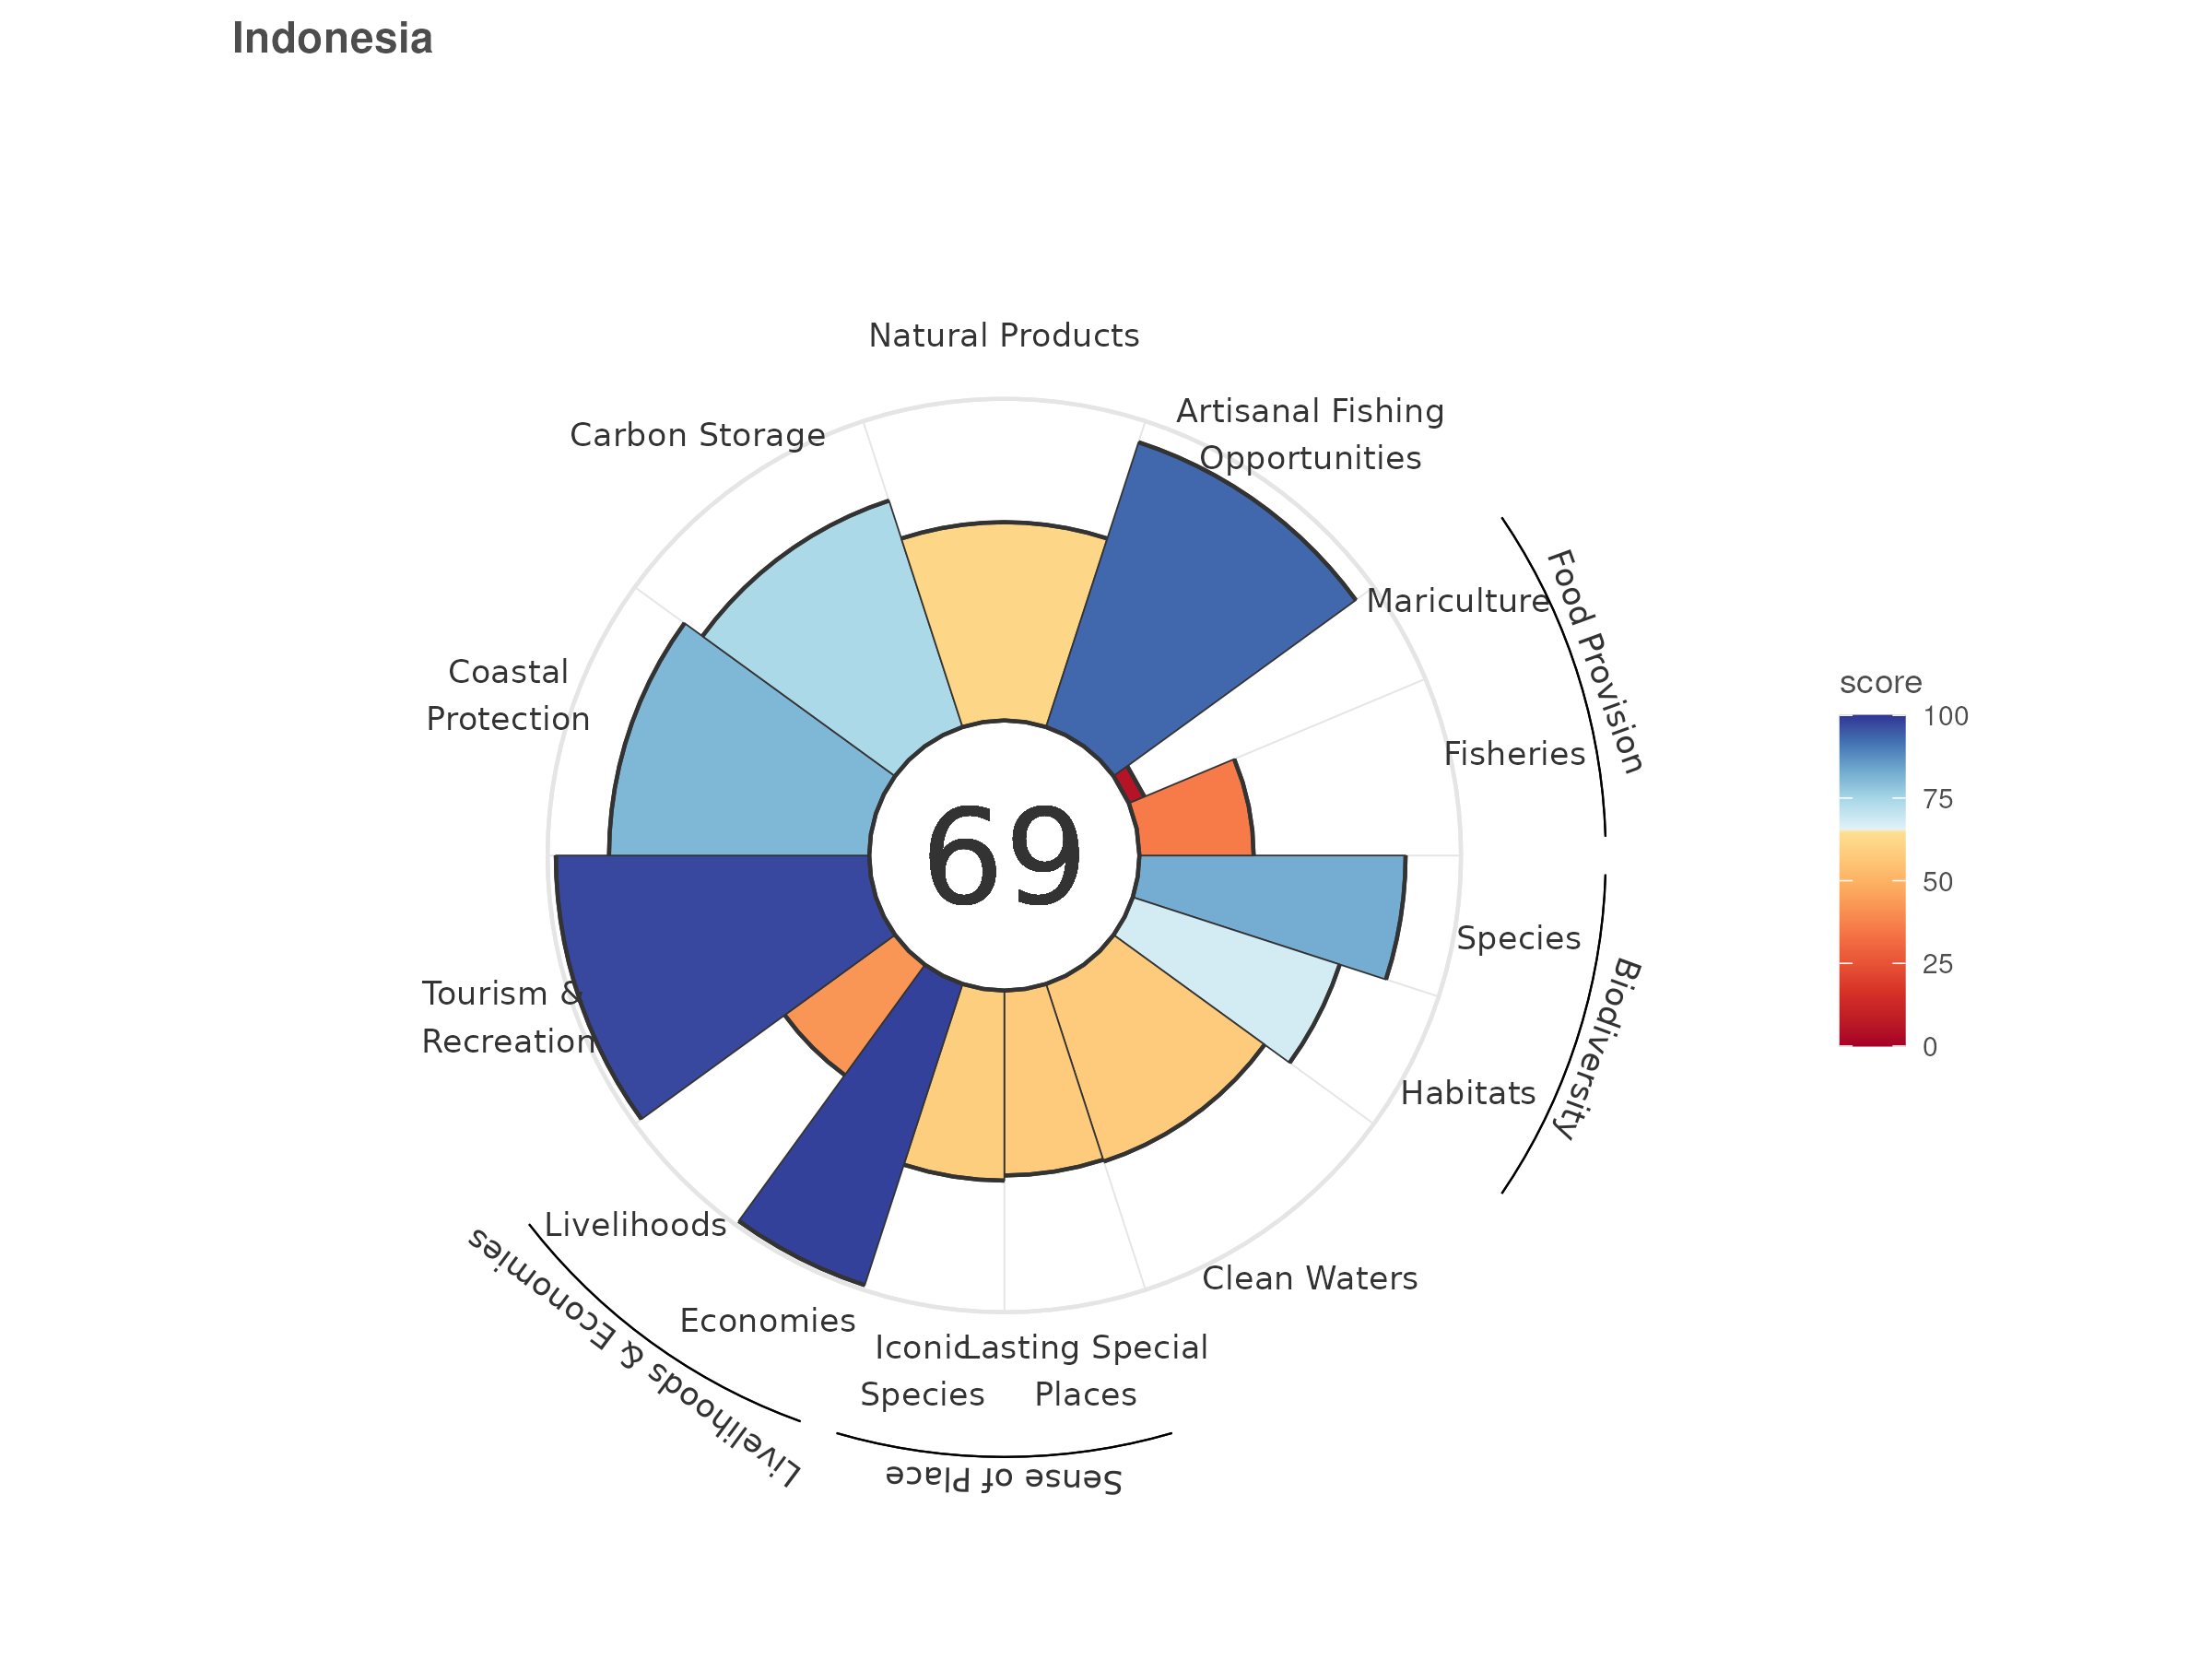 Indonesia
Natural Products
Artisanal Fishing
Opportunities
Carbon Storage
Mariculture
Food Provision
Fisheries
Coastal
Protection
score
100
75
50
25
0
69
Species
Biodiversity
Habitats
Tourism &
Recreation
Livelihoods
Livelihoods & Economies
Economies
Clean Waters
Iconic
Species
Lasting Special
Places
Sense of Place